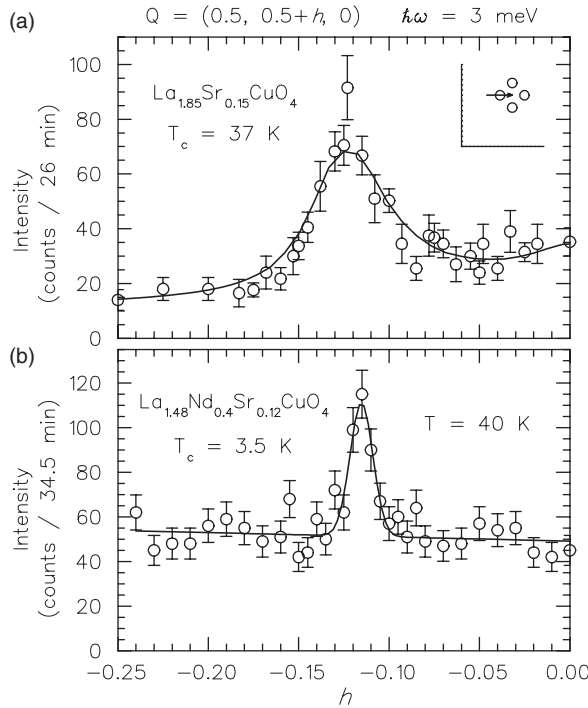 Q = (0.5, 0.5+h, 0) ħω = 3 meV
(a)
La1.85Sr0.15CuO4
Tc = 37 K
Intensity
(counts / 26 min)
100
80
60
40
20
0
(b)
La1.48Nd0.4Sr0.12CuO4
Tc = 3.5 K
T = 40 K
Intensity
(counts / 34.5 min)
120
100
80
60
40
20
0
−0.25 −0.20 −0.15 −0.10 −0.05 0.00
h